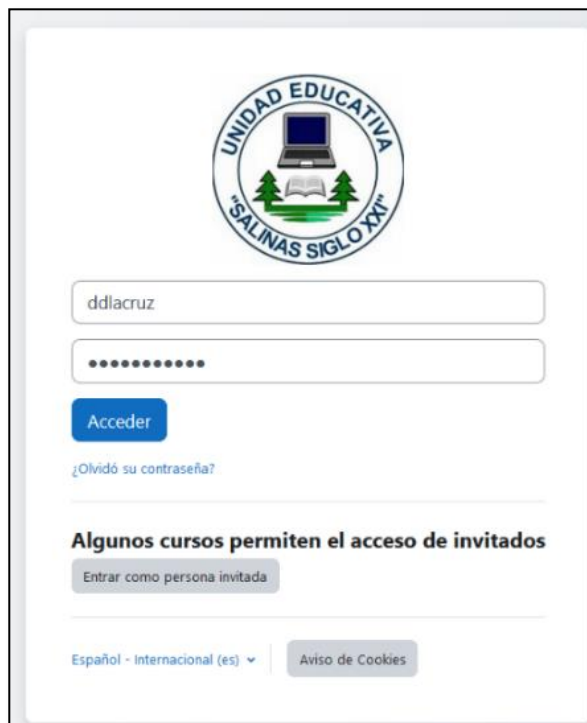 UNIDAD EDUCATIVA
"SALINAS SIGLO XXI"
ddlacruz
●●●●●●●●●●●
Acceder
¿Olvidó su contraseña?
Algunos cursos permiten el acceso de invitados
Entrar como persona invitada
Español - Internacional (es)
Aviso de Cookies